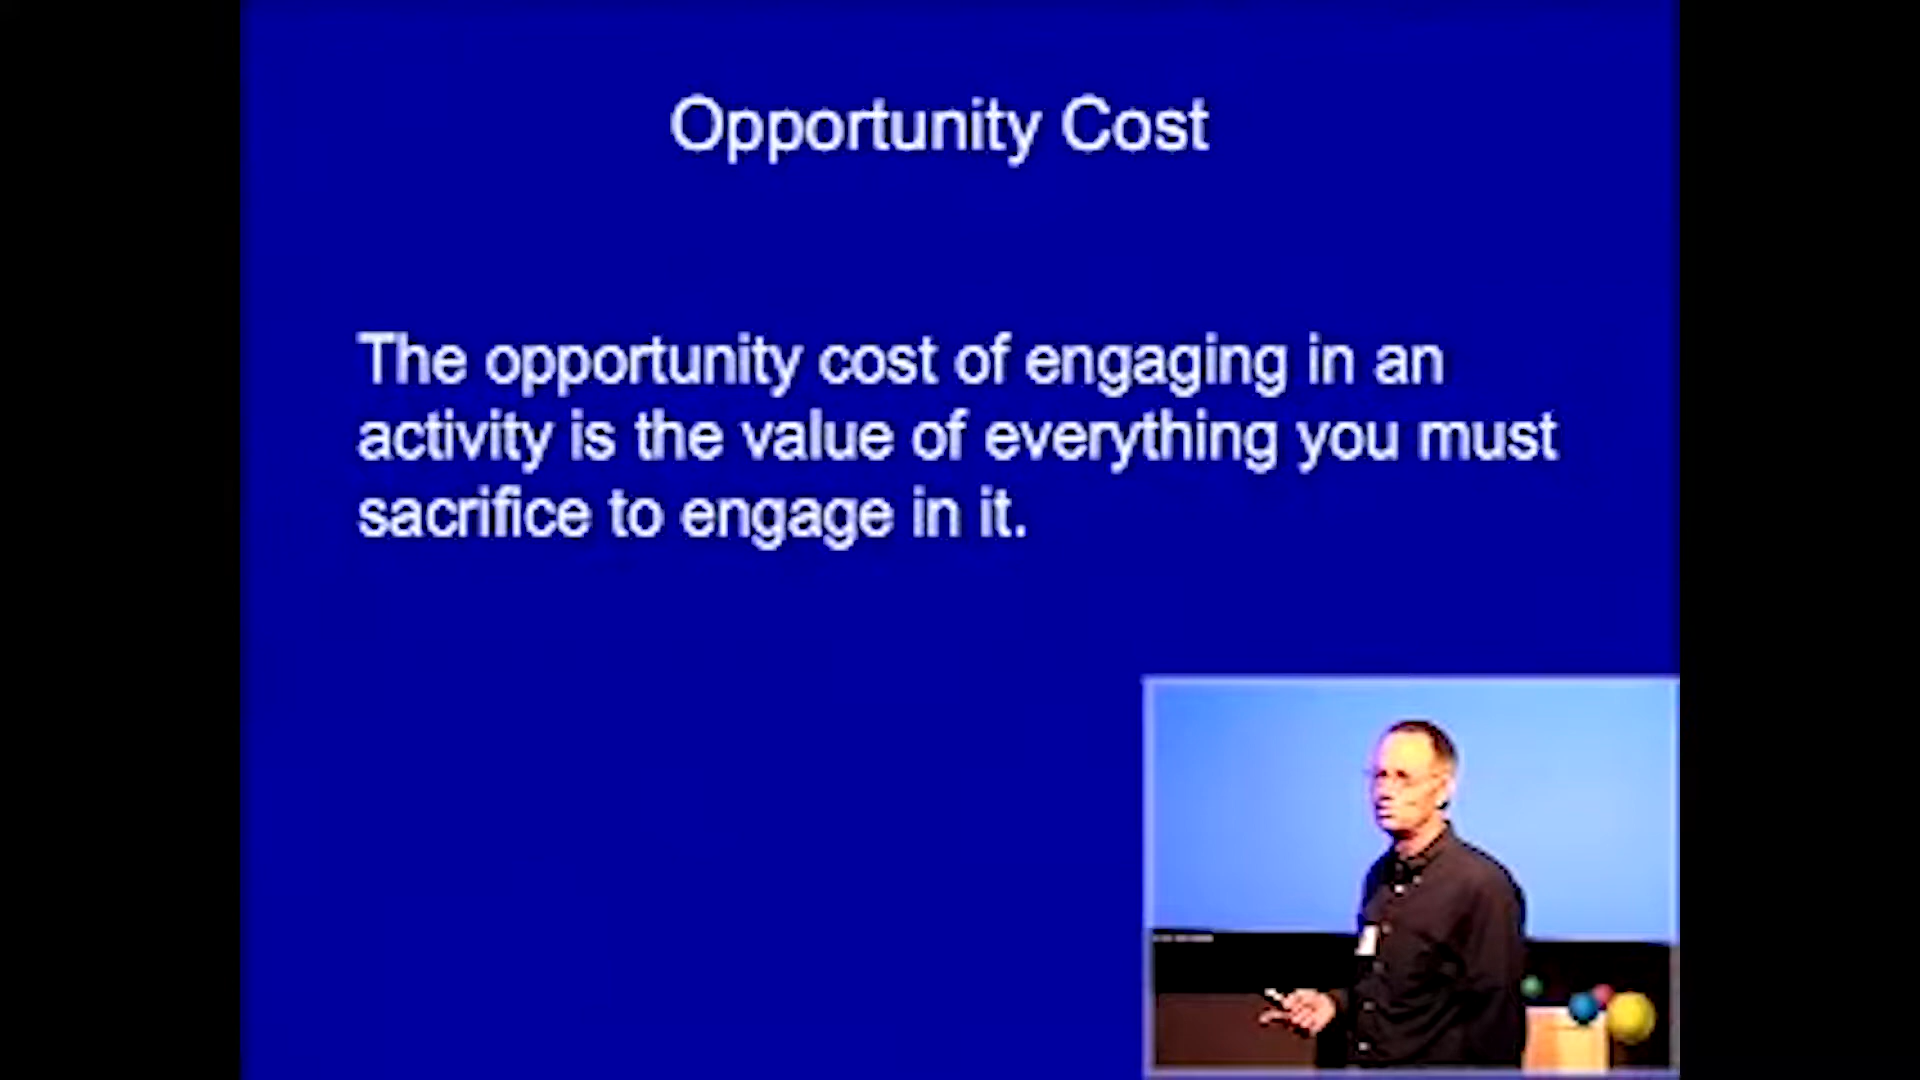 Opportunity Cost
The opportunity cost of engaging in an
activity is the value of everything you must
sacrifice to engage in it.